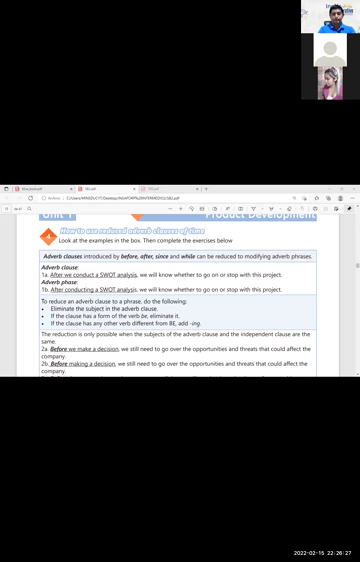 Unit 1 Product Development
4. How to use reduced adverb clauses of time
Look at the examples in the box. Then complete the exercises below
Adverb clauses introduced by before, after, since and while can be reduced to modifying adverb phrases.
Adverb clause:
1a. After we conduct a SWOT analysis, we will know whether to go on or stop with this project.
Adverb phrase:
1b. After conducting a SWOT analysis, we will know whether to go on or stop with this project.
To reduce an adverb clause to a phrase, do the following:
• Eliminate the subject in the adverb clause.
• If the clause has a form of the verb be, eliminate it.
• If the clause has any other verb different from BE, add -ing.
The reduction is only possible when the subjects of the adverb clause and the independent clause are the
same.
2a. Before we make a decision, we still need to go over the opportunities and threats that could affect the
company.
2b. Before making a decision, we still need to go over the opportunities and threats that could affect the
company.
2022-02-15 22:26:27